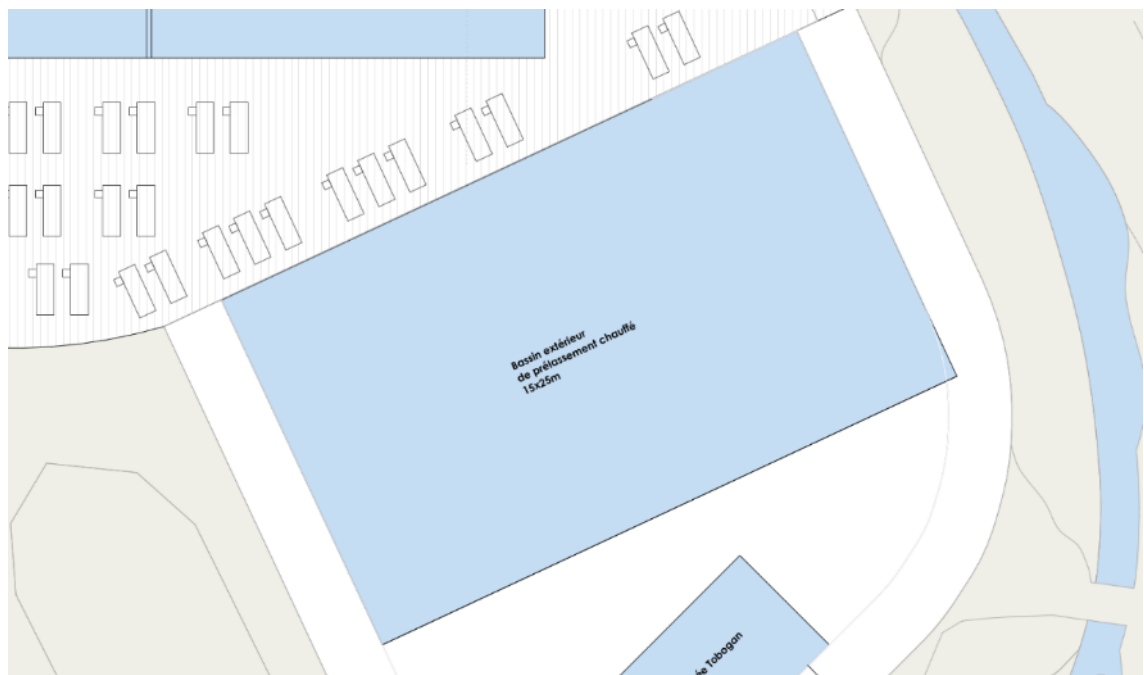 Bassin extérieur
de prélassement chauffé
15x25m
Tobogan